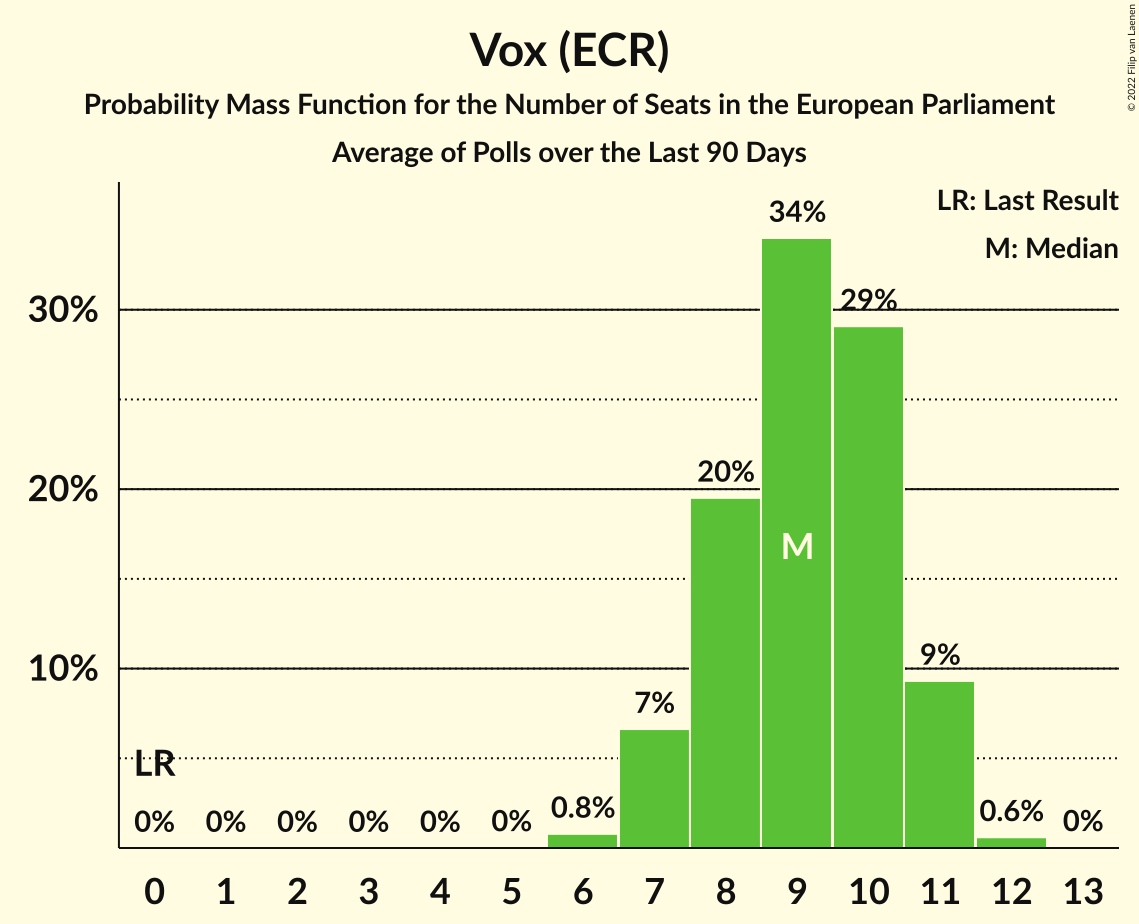 Vox (ECR)
Probability Mass Function for the Number of Seats in the European Parliament
Average of Polls over the Last 90 Days
© 2022 Filip van Laenen
LR: Last Result
M: Median
34%
29%
20%
9%
7%
0.8%
0.6%
0% 0% 0% 0% 0% 0% 0%
30%
20%
10%
LR
M
0 1 2 3 4 5 6 7 8 9 10 11 12 13